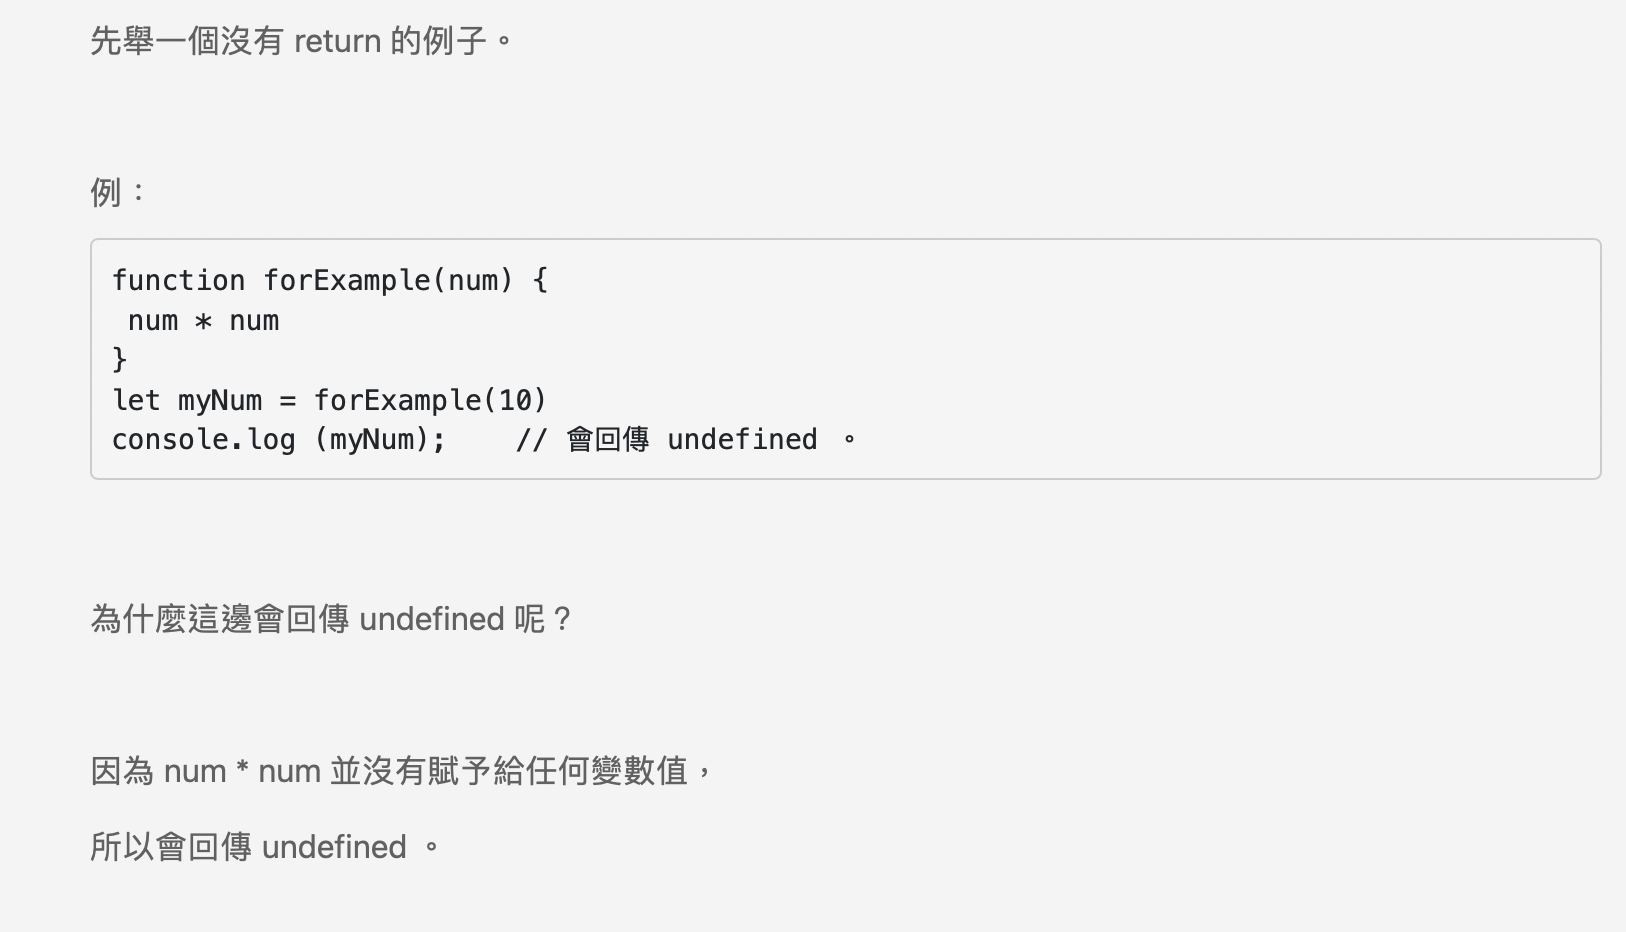 先舉一個沒有 return 的例子。
例：
function forExample(num) {
 num * num
}
let myNum = forExample(10)
console.log (myNum);    // 會回傳 undefined 。
為什麼這邊會回傳 undefined 呢？
因為 num * num 並沒有賦予給任何變數值，
所以會回傳 undefined 。